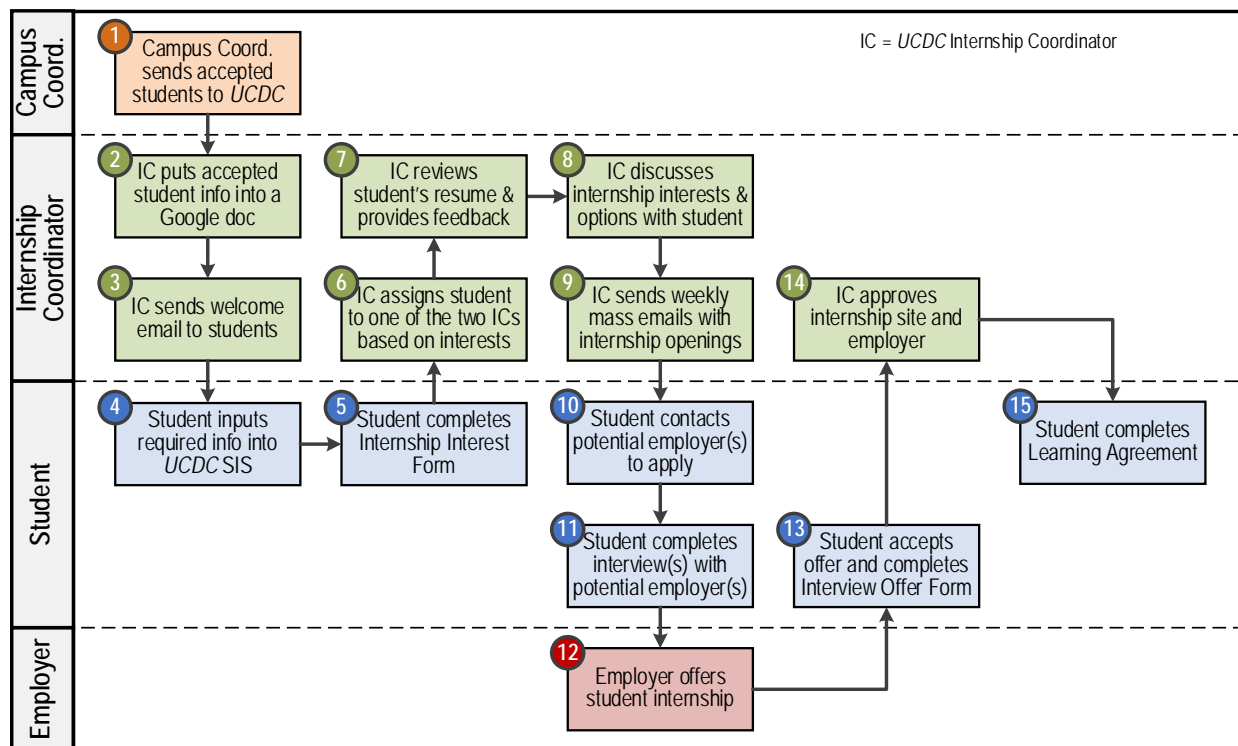 Campus
Coord.
1
Campus Coord.
sends accepted
students to UCDC
IC = UCDC Internship Coordinator
Internship
Coordinator
2
IC puts accepted
student info into a
Google doc
3
IC sends welcome
email to students
7
IC reviews
student's resume &
provides feedback
6
IC assigns student
to one of the two ICs
based on interests
8
IC discusses
internship interests &
options with student
9
IC sends weekly
mass emails with
internship openings
14
IC approves
internship site and
employer
Student
4
Student inputs
required info into
UCDC SIS
5
Student completes
Internship Interest
Form
10
Student contacts
potential employer(s)
to apply
11
Student completes
interview(s) with
potential employer(s)
13
Student accepts
offer and completes
Interview Offer Form
15
Student completes
Learning Agreement
Employer
12
Employer offers
student internship